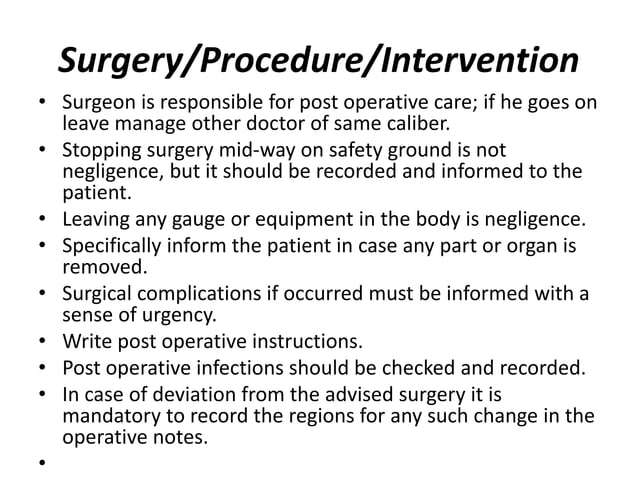 Surgery/Procedure/Intervention
• Surgeon is responsible for post operative care; if he goes on
leave manage other doctor of same caliber.
• Stopping surgery mid-way on safety ground is not
negligence, but it should be recorded and informed to the
patient.
• Leaving any gauge or equipment in the body is negligence.
• Specifically inform the patient in case any part or organ is
removed.
• Surgical complications if occurred must be informed with a
sense of urgency.
• Write post operative instructions.
• Post operative infections should be checked and recorded.
• In case of deviation from the advised surgery it is
mandatory to record the regions for any such change in the
operative notes.
•